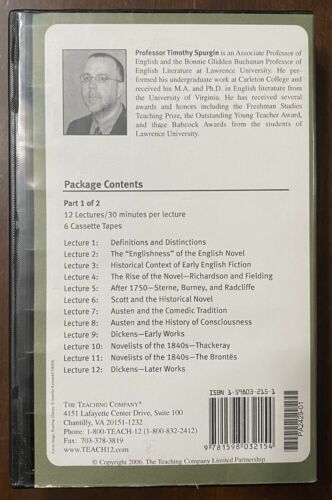 Professor Timothy Spurgin is an Associate Professor of
English and the Bonnie Glidden Buchanan Professor of
English Literature at Lawrence University. He per-
formed his undergraduate work at Carleton College and
received his M.A. and Ph.D. in English literature from
the University of Virginia. He has received several
awards and honors including the Freshman Studies
Teaching Prize, the Outstanding Young Teacher Award,
and three Babcock Awards from the students of
Lawrence University.
Package Contents
Part 1 of 2
12 Lectures/30 minutes per lecture
6 Cassette Tapes
Lecture 1: Definitions and Distinctions
Lecture 2: The "Englishness" of the English Novel
Lecture 3: Historical Context of Early English Fiction
Lecture 4: The Rise of the Novel—Richardson and Fielding
Lecture 5: After 1750—Sterne, Burney, and Radcliffe
Lecture 6: Scott and the Historical Novel
Lecture 7: Austen and the Comedic Tradition
Lecture 8: Austen and the History of Consciousness
Lecture 9: Dickens—Early Works
Lecture 10: Novelists of the 1840s—Thackeray
Lecture 11: Novelists of the 1840s—The Brontës
Lecture 12: Dickens—Later Works
THE TEACHING COMPANY®
4151 Lafayette Center Drive, Suite 100
Chantilly, VA 20151-1232
Phone: 1-800-TEACH-12 (1-800-832-2412)
Fax: 703-378-3819
WWW.TEACH12.COM
ISBN 1-59803-215-1
9 781598 032154
PA2429-01
© Copyright 2006. The Teaching Company Limited Partnership.